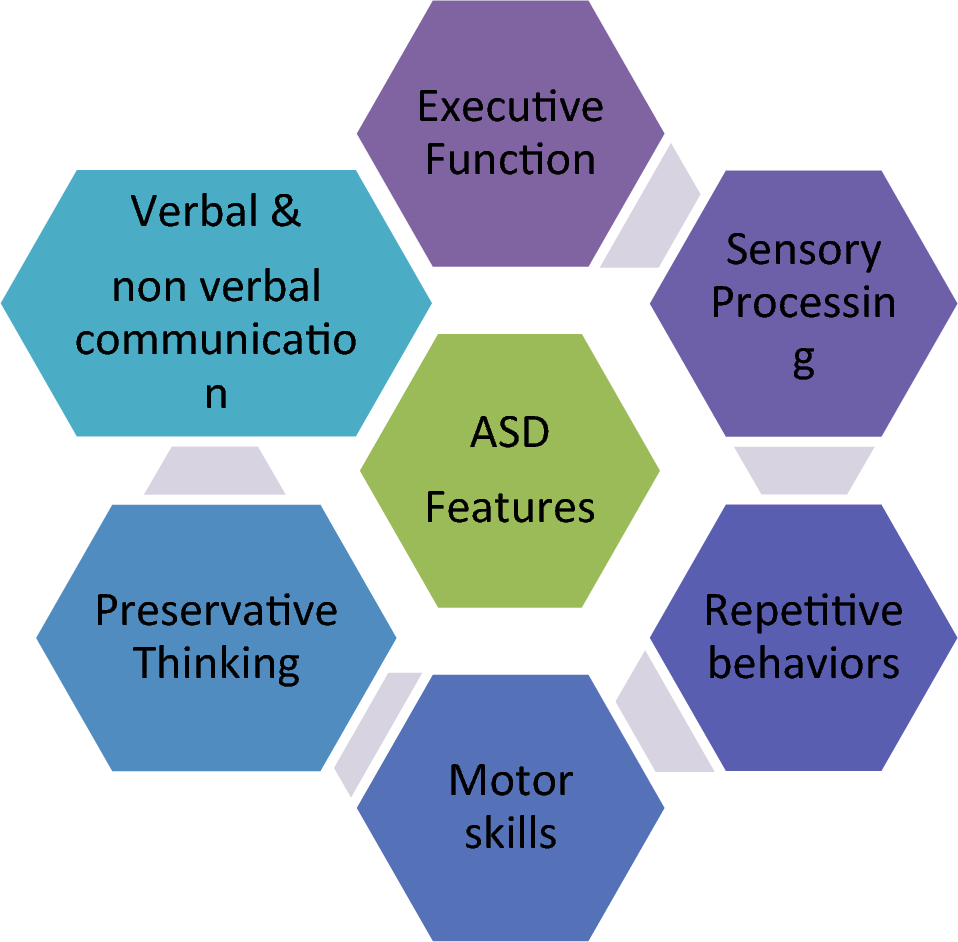 Executive
Function
Verbal &
non verbal
communicatio
n
Sensory
Processin
g
ASD
Features
Preservative
Thinking
Repetitive
behaviors
Motor
skills